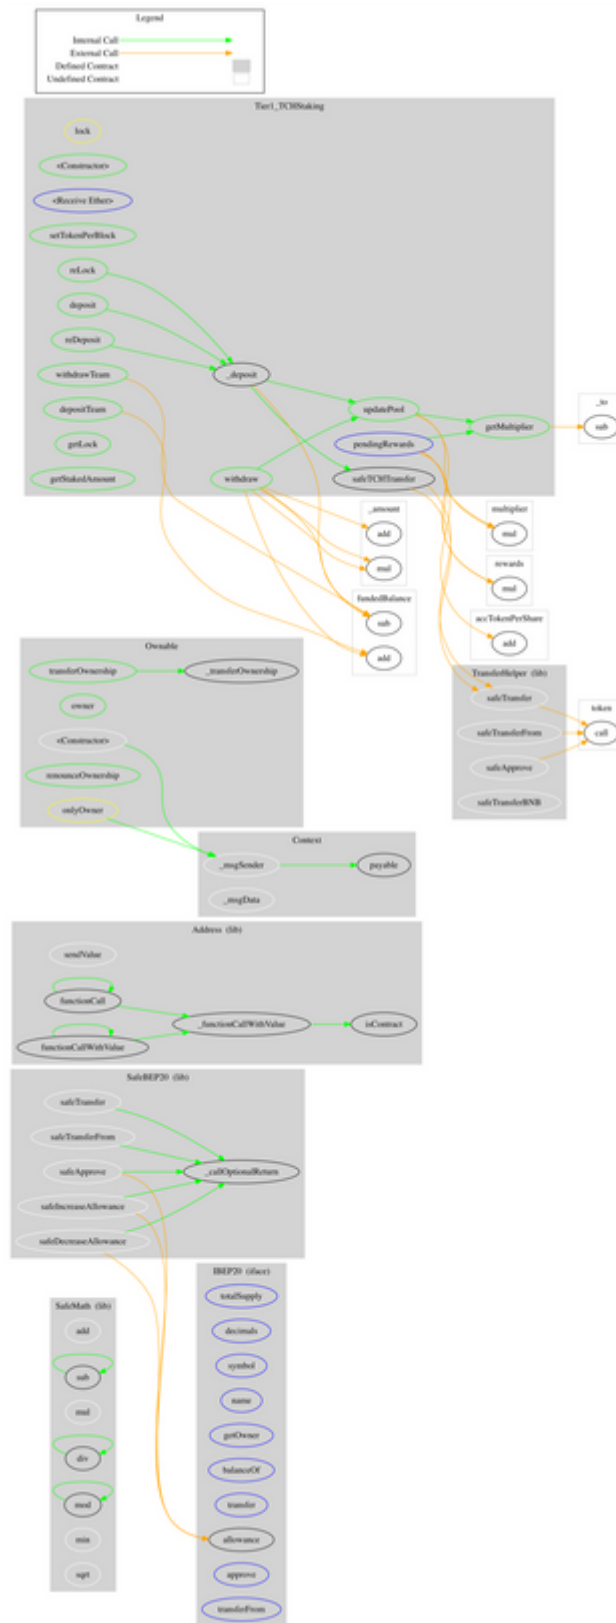 Legend
Internal Call
External Call
Defined Contract
Undefined Contract
Tier1_TCHStaking
lock
<Constructor>
<Receive Ether>
setTokenPerBlock
reLock
deposit
reDeposit
withdrawTeam
depositTeam
getLock
getStakedAmount
_deposit
withdraw
updatePool
pendingRewards
safeTCHTransfer
getMultiplier
_to
sub
_amount
add
mul
fundedBalance
sub
add
multiplier
mul
rewards
mul
accTokenPerShare
add
TransferHelper (lib)
safeTransfer
safeTransferFrom
safeApprove
safeTransferBNB
token
call
Ownable
transferOwnership
_transferOwnership
owner
<Constructor>
renounceOwnership
onlyOwner
Context
_msgSender
payable
_msgData
Address (lib)
sendValue
functionCall
functionCallWithValue
_functionCallWithValue
isContract
SafeBEP20 (lib)
safeTransfer
safeTransferFrom
safeApprove
safeIncreaseAllowance
safeDecreaseAllowance
_callOptionalReturn
IBEP20 (iface)
totalSupply
decimals
symbol
name
getOwner
balanceOf
transfer
allowance
approve
transferFrom
SafeMath (lib)
add
sub
mul
div
mod
min
sqrt